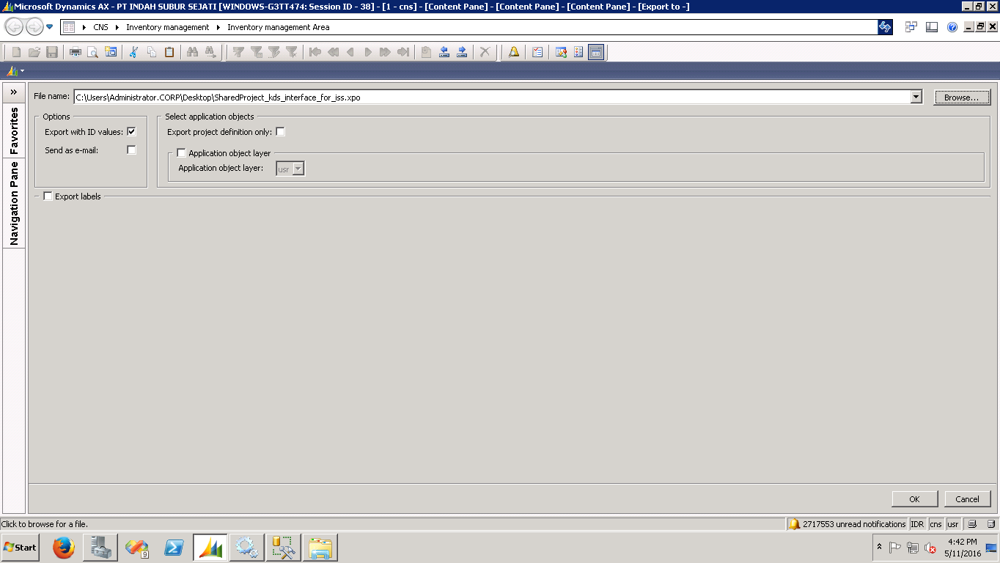 Microsoft Dynamics AX - PT INDAH SUBUR SEJATI [WINDOWS-G3TT474: Session ID - 38] - [1 - cns] - [Content Pane] - [Content Pane] - [Content Pane] - [Export to -]
CNS Inventory management Inventory management Area
Favorites
Navigation Pane
File name: C:\Users\Administrator.CORP\Desktop\SharedProject_kds_interface_for_iss.xpo Browse...
Options
Export with ID values:
Send as e-mail:
Select application objects
Export project definition only:
Application object layer
Application object layer: usr
Export labels
OK Cancel
Click to browse for a file. 2717553 unread notifications IDR cns usr
Start 9 4:42 PM
5/11/2016